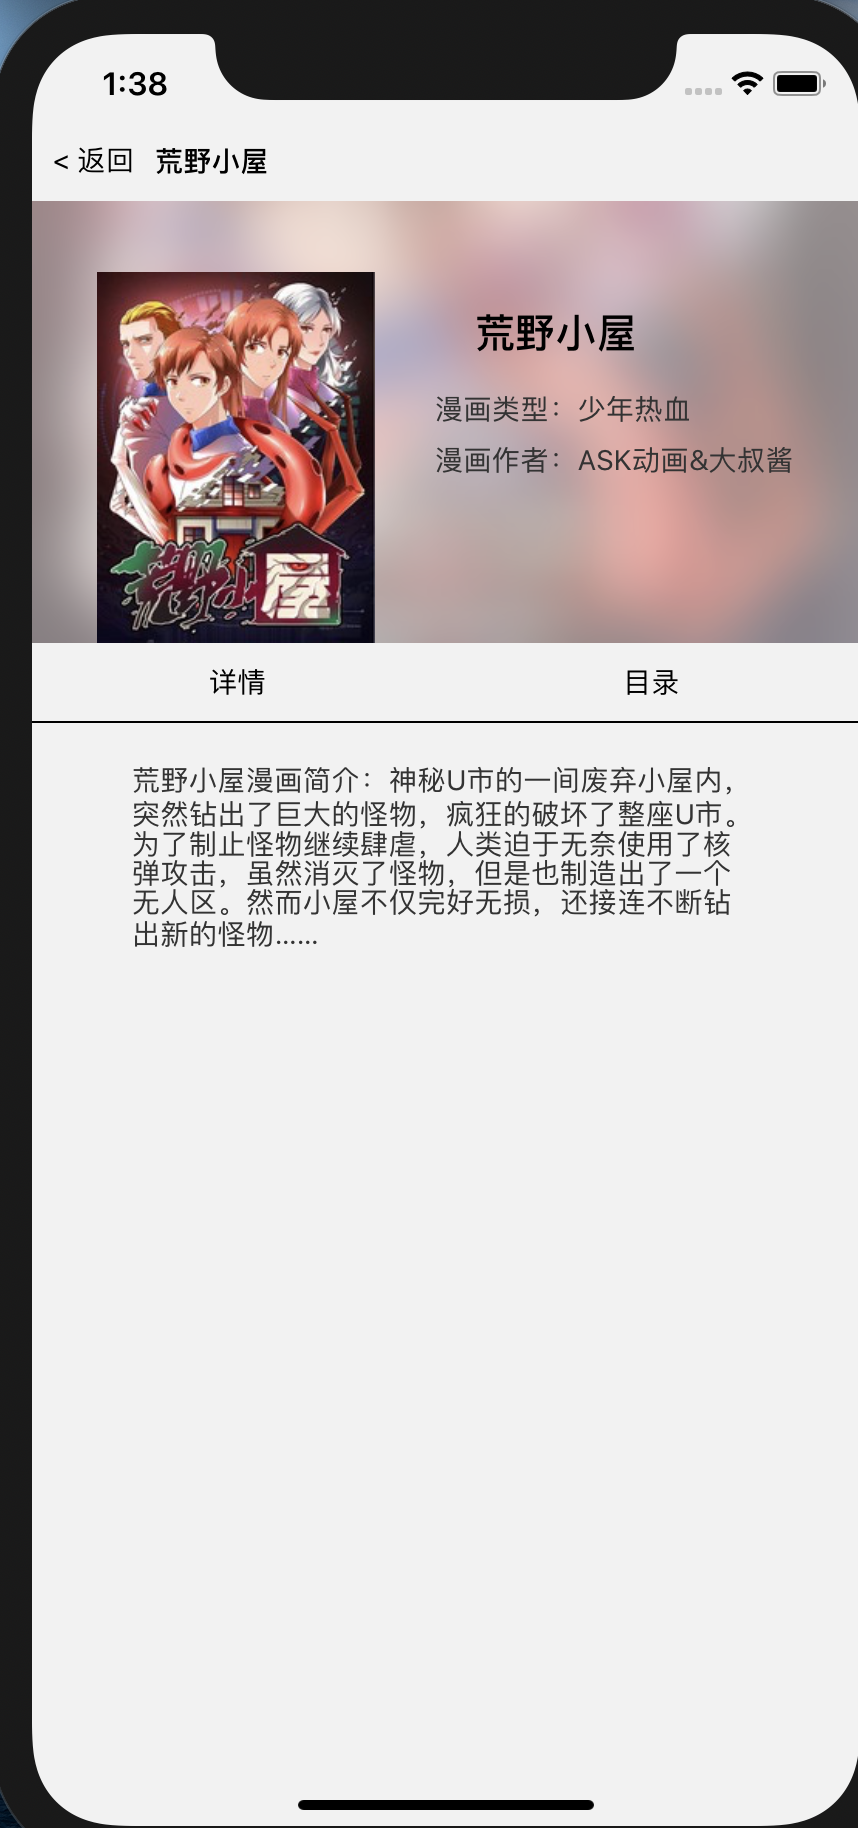 1:38
< 返回 荒野小屋
荒野小屋
荒野小屋
漫画类型：少年热血
漫画作者：ASK动画&大叔酱
详情 目录
荒野小屋漫画简介：神秘U市的一间废弃小屋内，
突然钻出了巨大的怪物，疯狂的破坏了整座U市。
为了制止怪物继续肆虐，人类迫于无奈使用了核
弹攻击，虽然消灭了怪物，但是也制造出了一个
无人区。然而小屋不仅完好无损，还接连不断钻
出新的怪物……